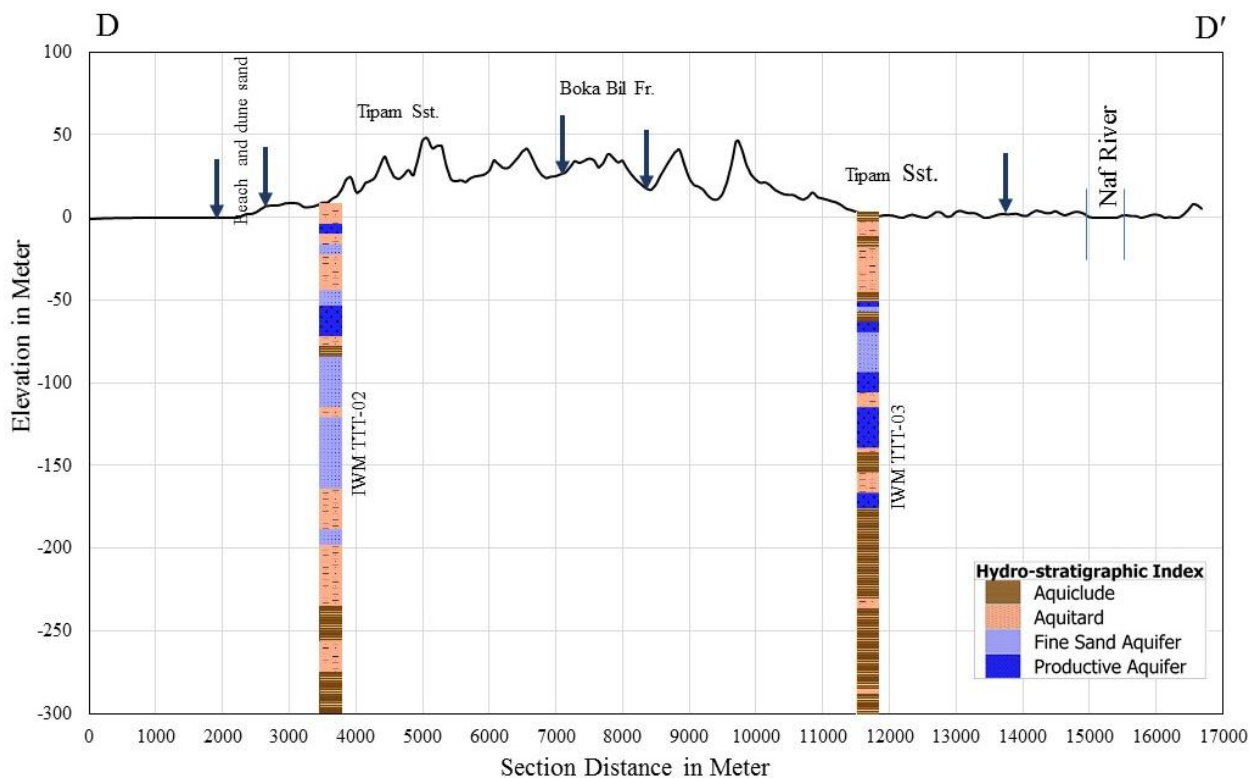 D
D'
100
50
0
-50
-100
-150
-200
-250
-300
Elevation in Meter
Beach and dune sand
Tipam Sst.
Boka Bil Fr.
Tipam Sst.
Naf River
IWM TTT-02
IWM TTT-03
Hydro-stratigraphic Index
Aquiclude
Aquitard
Fine Sand Aquifer
Productive Aquifer
0 1000 2000 3000 4000 5000 6000 7000 8000 9000 10000 11000 12000 13000 14000 15000 16000 17000
Section Distance in Meter